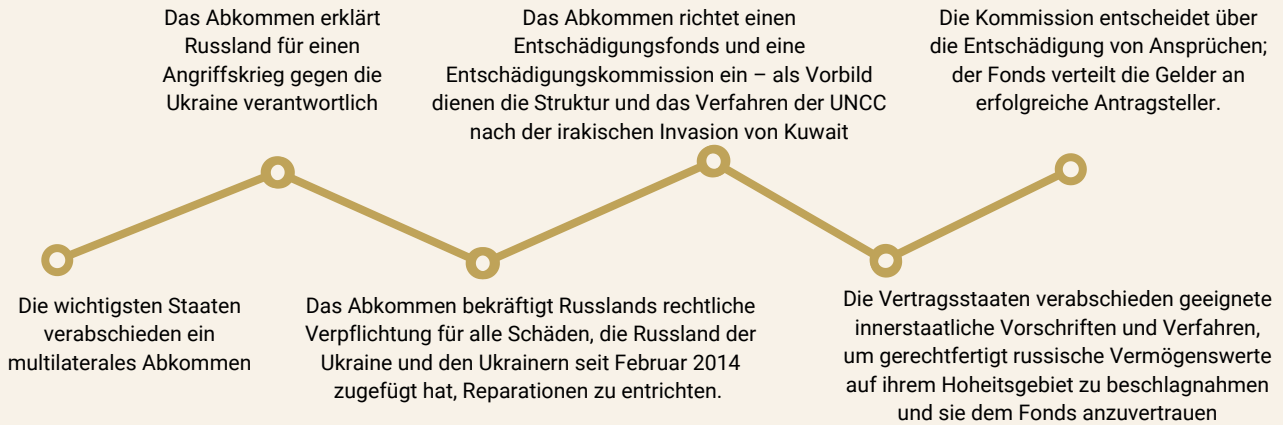 Die wichtigsten Staaten
verabschieden ein
multilaterales Abkommen
Das Abkommen erklärt
Russland für einen
Angriffskrieg gegen die
Ukraine verantwortlich
Das Abkommen bekräftigt Russlands rechtliche
Verpflichtung für alle Schäden, die Russland der
Ukraine und den Ukrainern seit Februar 2014
zugefügt hat, Reparationen zu entrichten.
Das Abkommen richtet einen
Entschädigungsfonds und eine
Entschädigungskommission ein – als Vorbild
dienen die Struktur und das Verfahren der UNCC
nach der irakischen Invasion von Kuwait
Die Vertragsstaaten verabschieden geeignete
innerstaatliche Vorschriften und Verfahren,
um gerechtfertigt russische Vermögenswerte
auf ihrem Hoheitsgebiet zu beschlagnahmen
und sie dem Fonds anzuvertrauen
Die Kommission entscheidet über
die Entschädigung von Ansprüchen;
der Fonds verteilt die Gelder an
erfolgreiche Antragsteller.